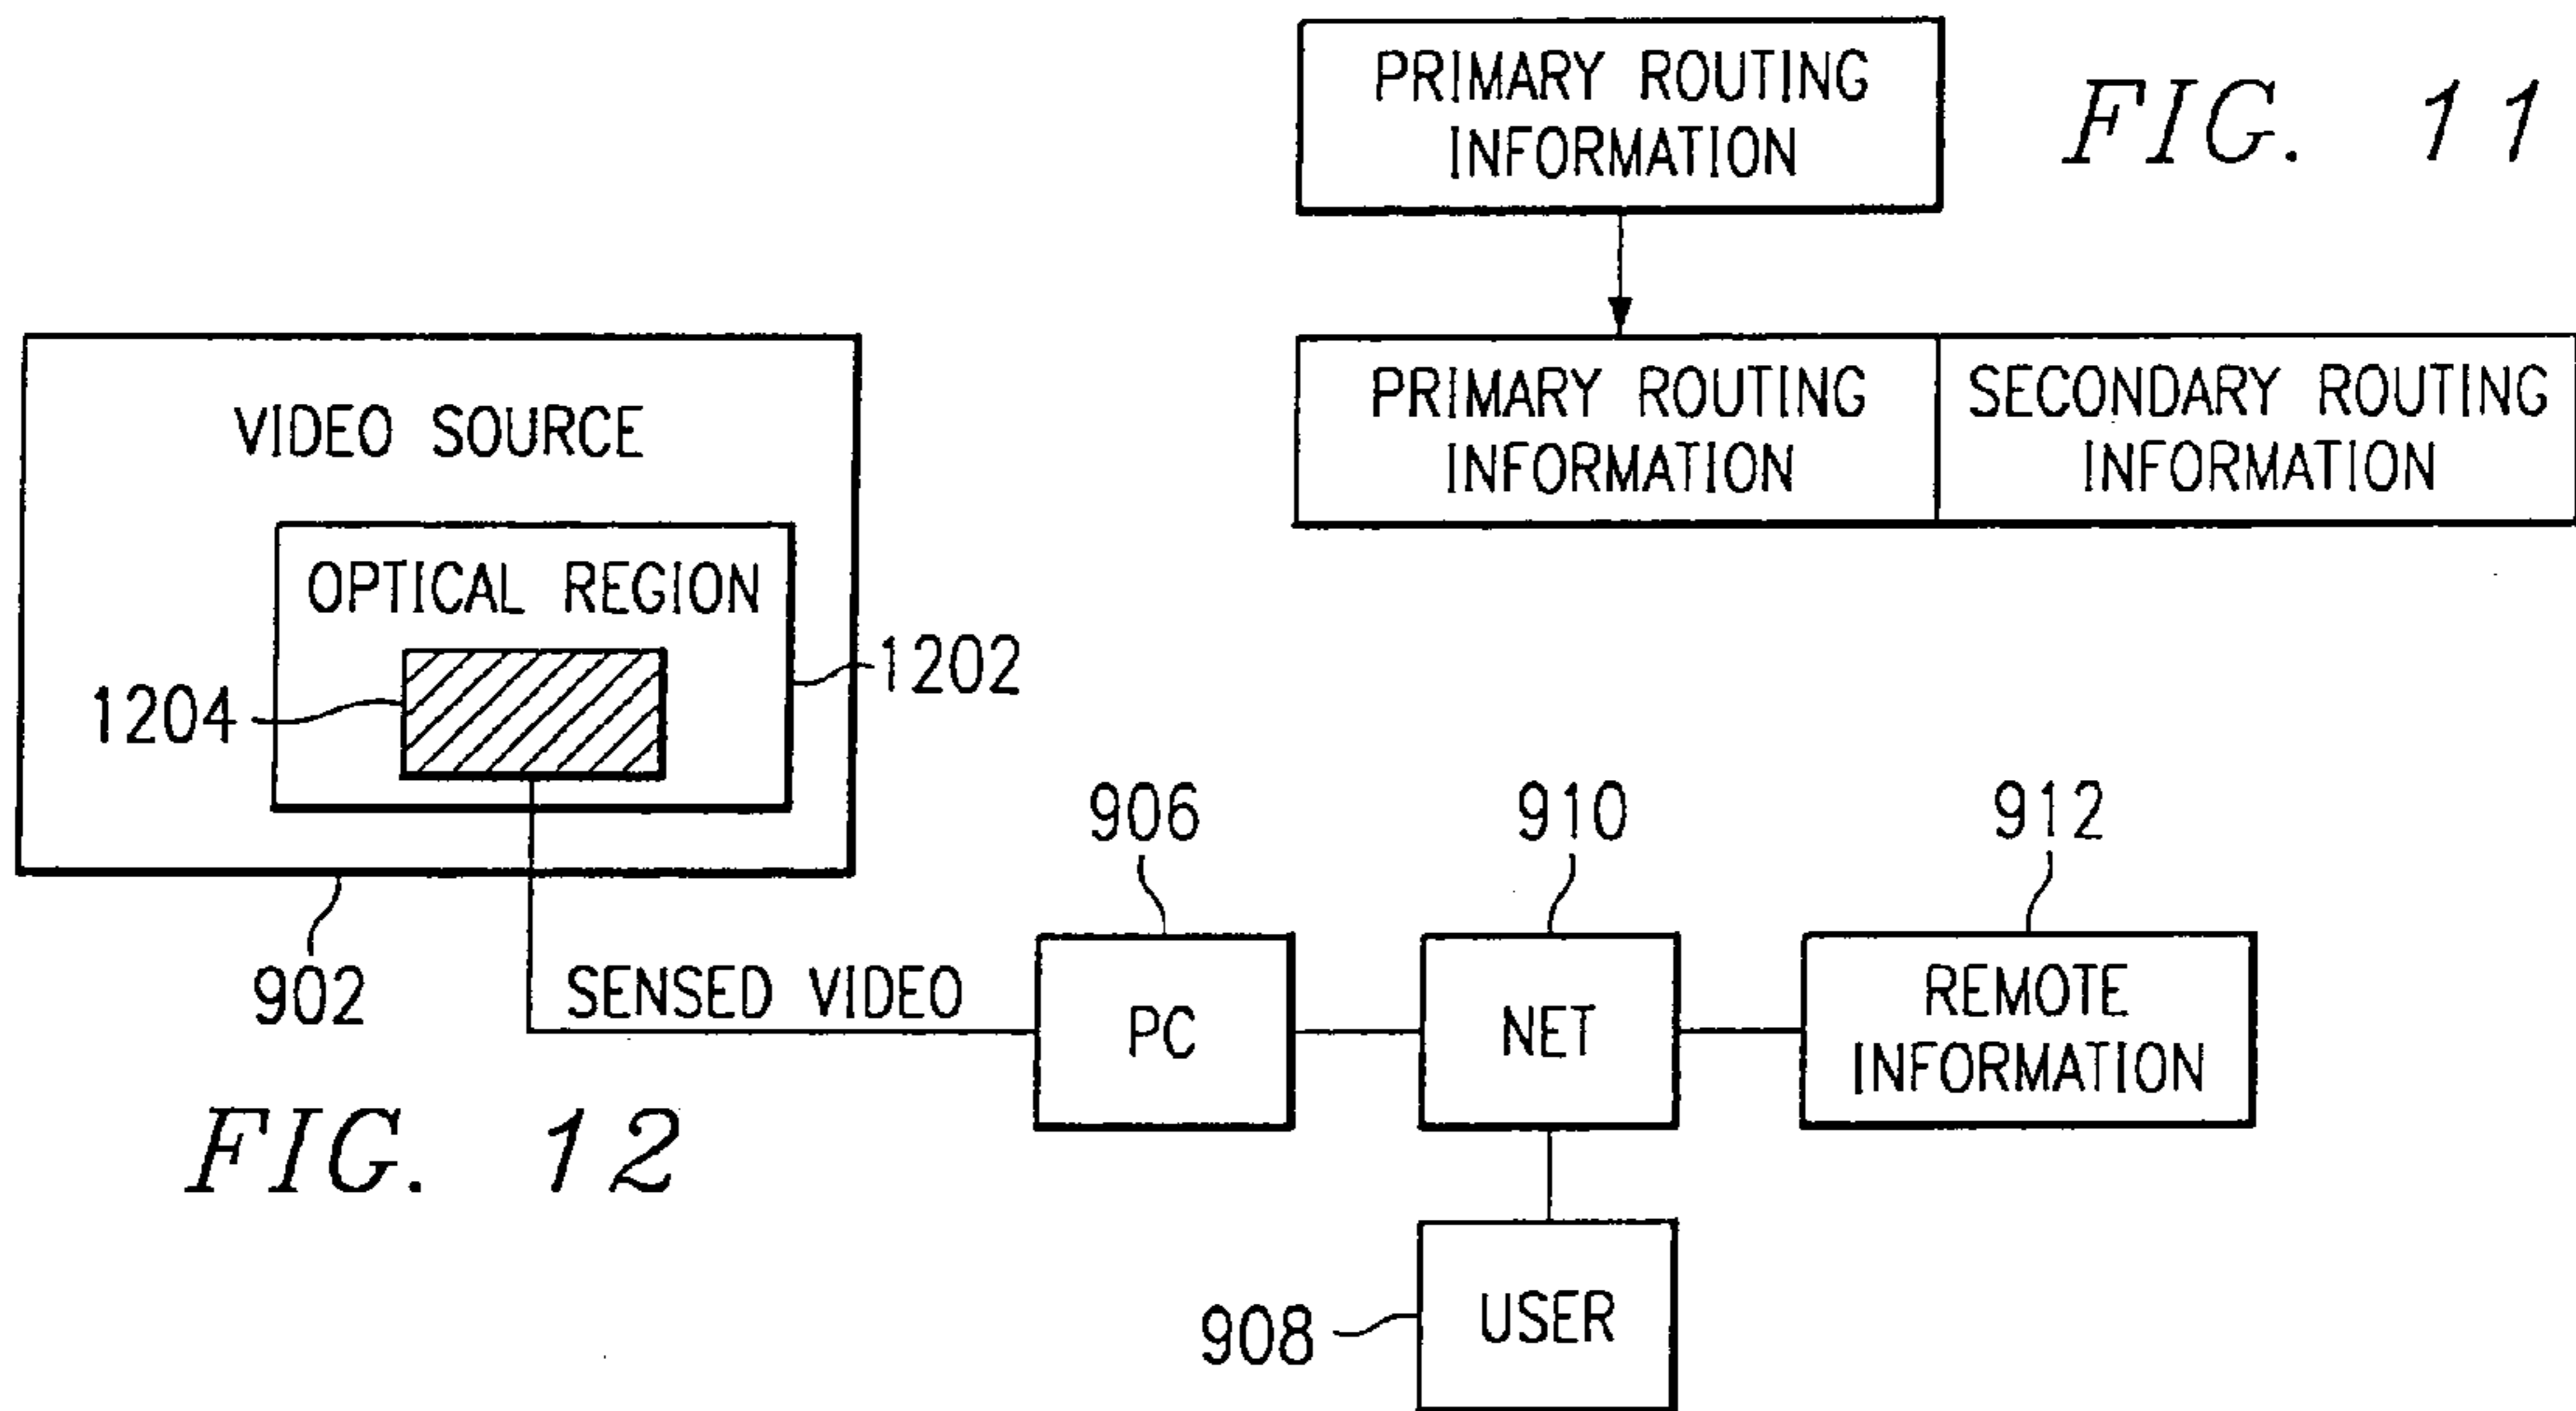 PRIMARY ROUTING
INFORMATION
FIG. 11
PRIMARY ROUTING
INFORMATION
SECONDARY ROUTING
INFORMATION
VIDEO SOURCE
OPTICAL REGION
1202
1204
902
SENSED VIDEO
906
PC
910
NET
912
REMOTE
INFORMATION
908
USER
FIG. 12